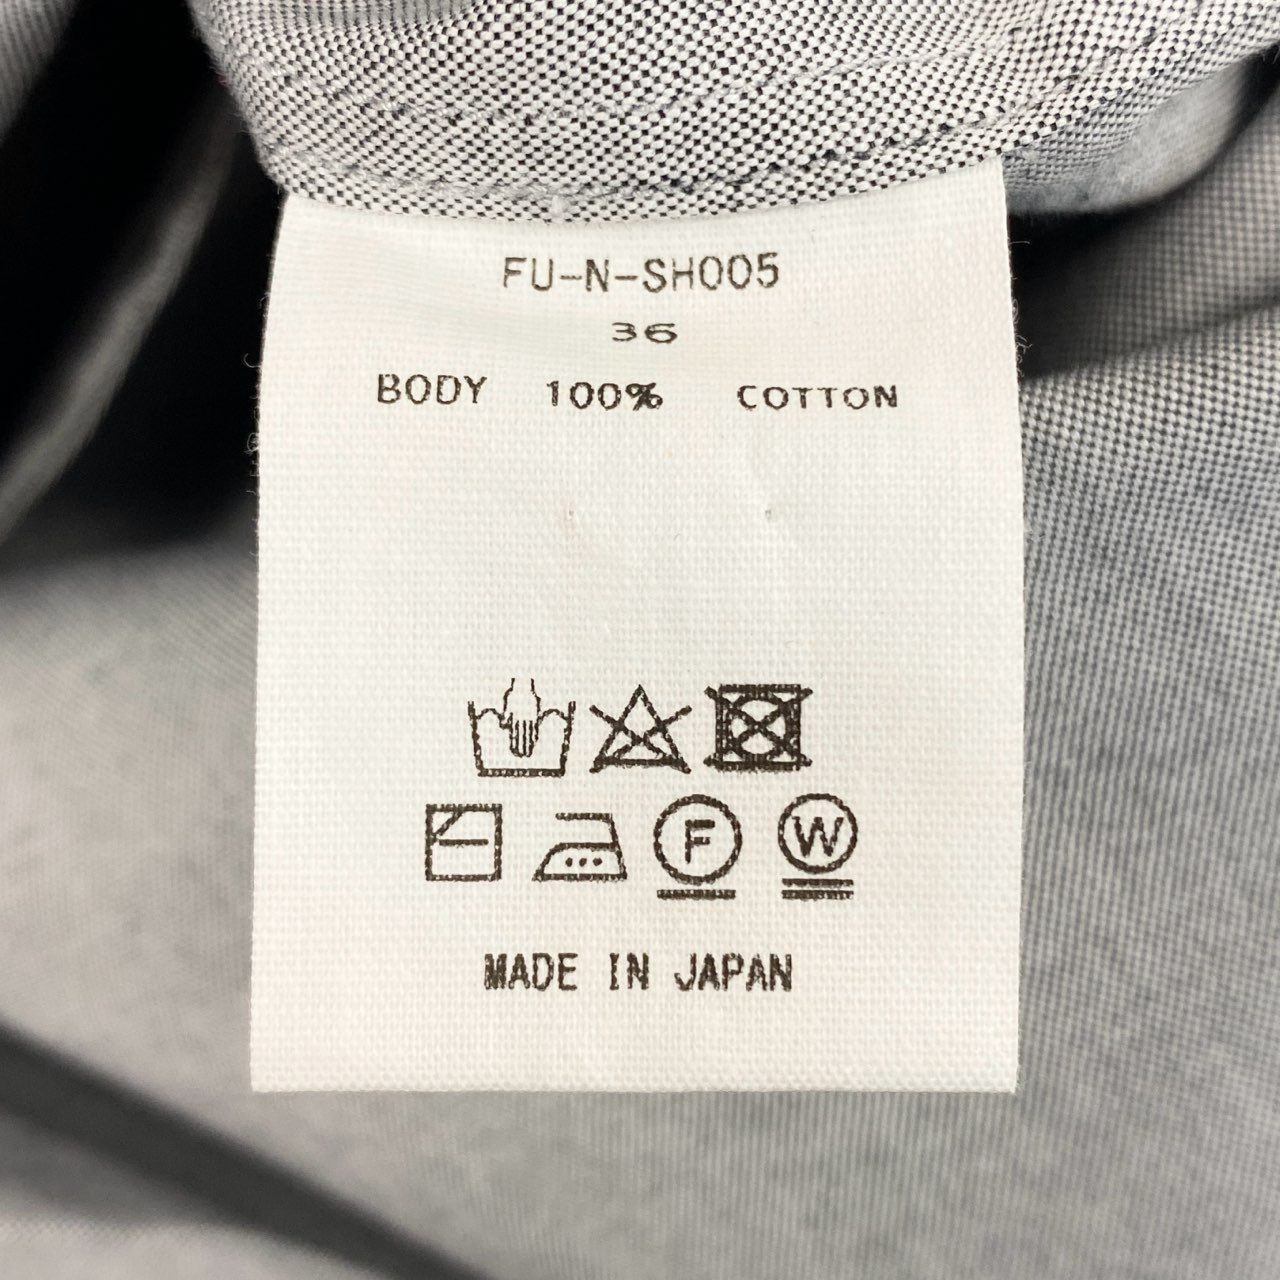 FU-N-SH005
36
BODY 100% COTTON
F W
MADE IN JAPAN